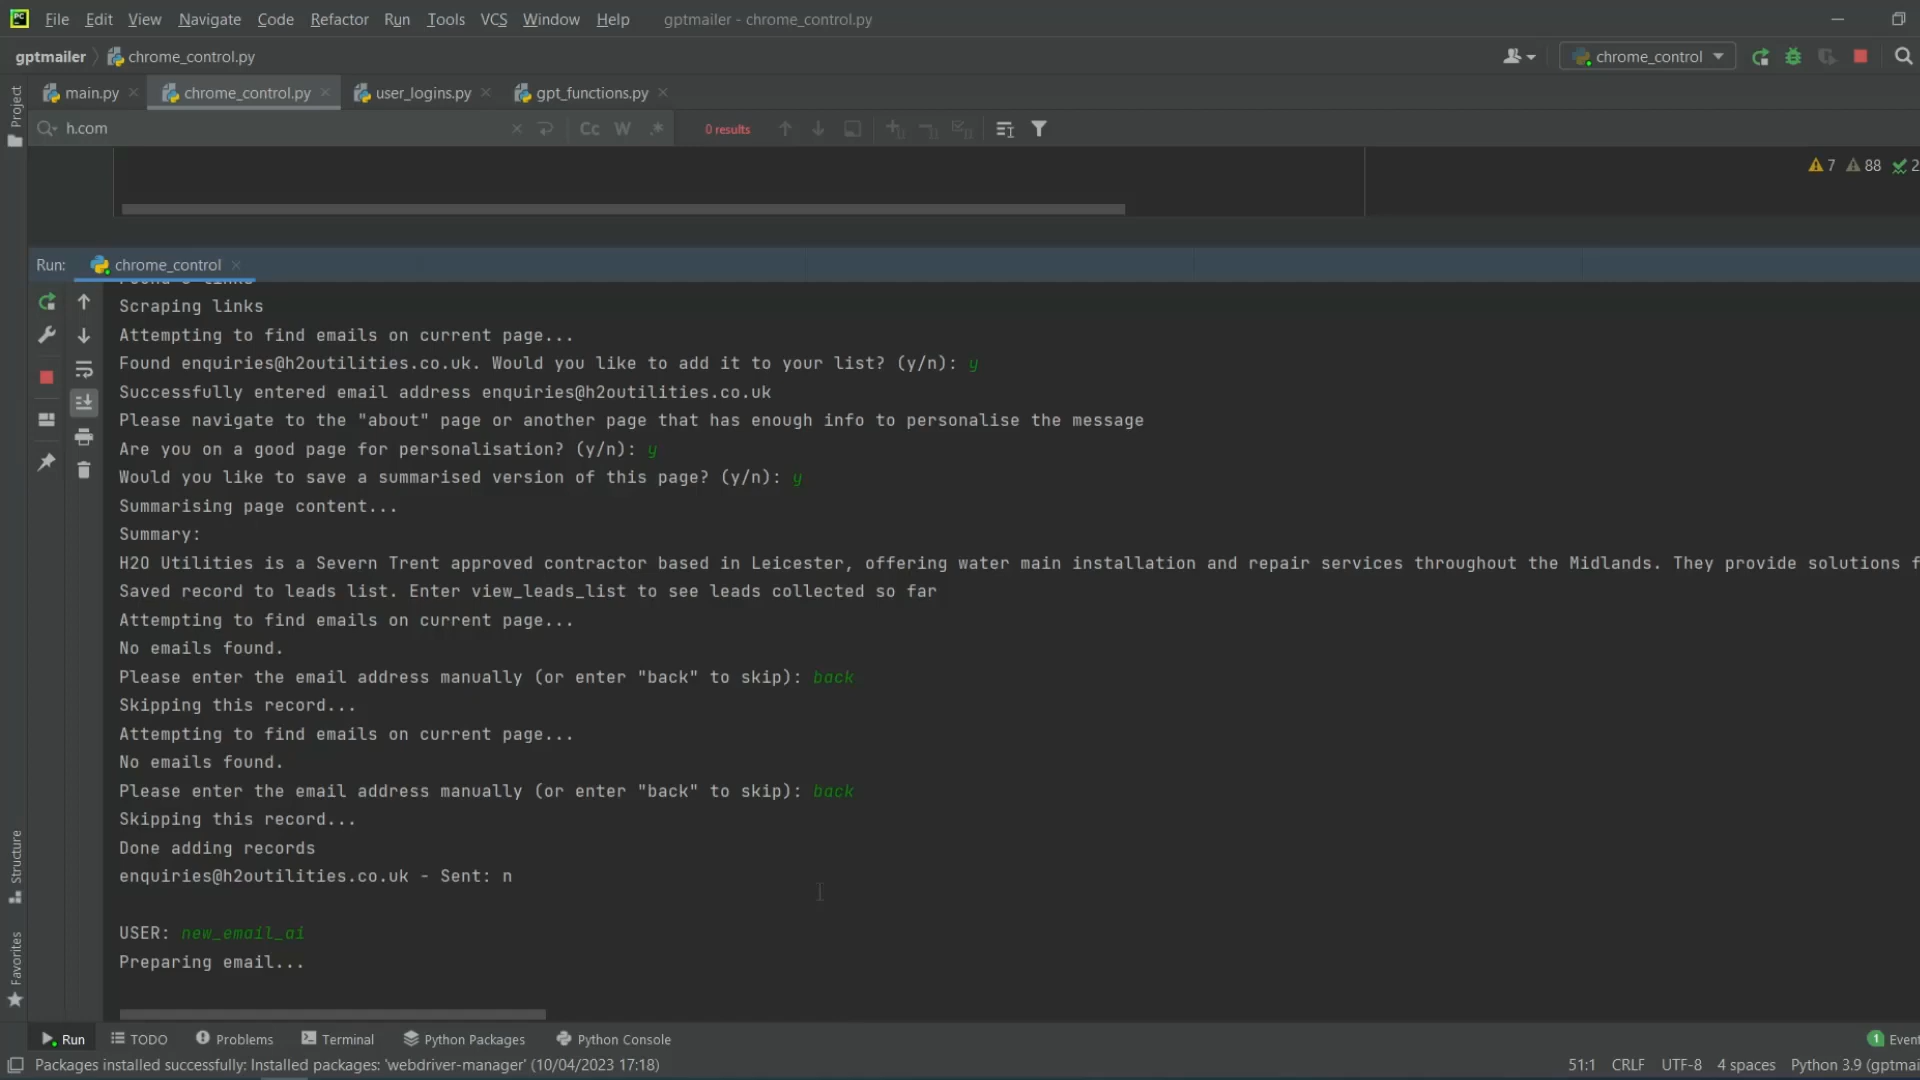 File Edit View Navigate Code Refactor Run Tools VCS Window Help gptmailer - chrome_control.py
gptmailer chrome_control.py chrome_control
main.py chrome_control.py user_logins.py gpt_functions.py
Project
h.com Cc W .* 0 results
7 88 2
Run: chrome_control
Scraping links
Attempting to find emails on current page...
Found enquiries@h2outilities.co.uk. Would you like to add it to your list? (y/n): y
Successfully entered email address enquiries@h2outilities.co.uk
Please navigate to the "about" page or another page that has enough info to personalise the message
Are you on a good page for personalisation? (y/n): y
Would you like to save a summarised version of this page? (y/n): y
Summarising page content...
Summary:
H2O Utilities is a Severn Trent approved contractor based in Leicester, offering water main installation and repair services throughout the Midlands. They provide solutions f
Saved record to leads list. Enter view_leads_list to see leads collected so far
Attempting to find emails on current page...
No emails found.
Please enter the email address manually (or enter "back" to skip): back
Skipping this record...
Attempting to find emails on current page...
No emails found.
Please enter the email address manually (or enter "back" to skip): back
Skipping this record...
Done adding records
enquiries@h2outilities.co.uk - Sent: n
USER: new_email_ai
Preparing email...
Structure
Favorites
Run TODO Problems Terminal Python Packages Python Console 1 Event
Packages installed successfully: Installed packages: 'webdriver-manager' (10/04/2023 17:18) 51:1 CRLF UTF-8 4 spaces Python 3.9 (gptmai